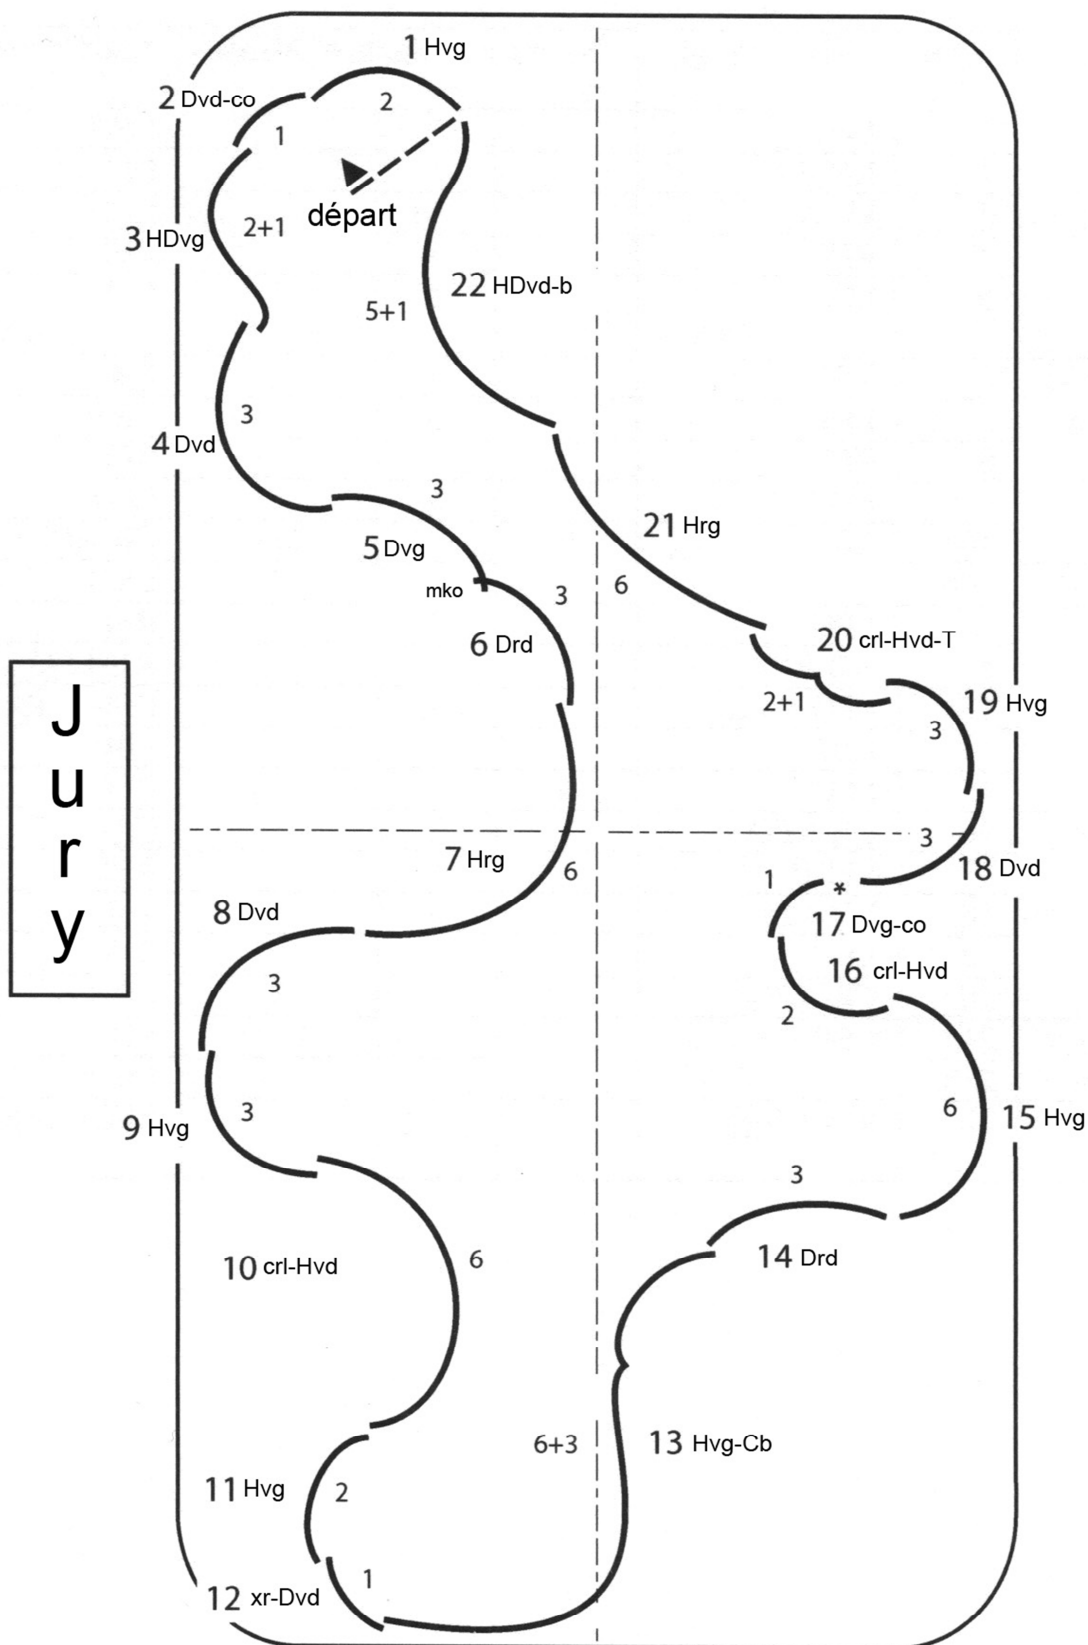 1 Hvg
2
2 Dvd-co
1
départ
3 HDvg
2+1
22 HDvd-b
5+1
3
4 Dvd
3
5 Dvg
mko
3
6 Drd
21 Hrg
6
20 crl-Hvd-T
2+1
19 Hvg
3
Jury
7 Hrg
6
3
18 Dvd
1
*
17 Dvg-co
8 Dvd
3
16 crl-Hvd
2
9 Hvg
3
6
15 Hvg
3
14 Drd
10 crl-Hvd
6
6+3
13 Hvg-Cb
11 Hvg
2
12 xr-Dvd
1